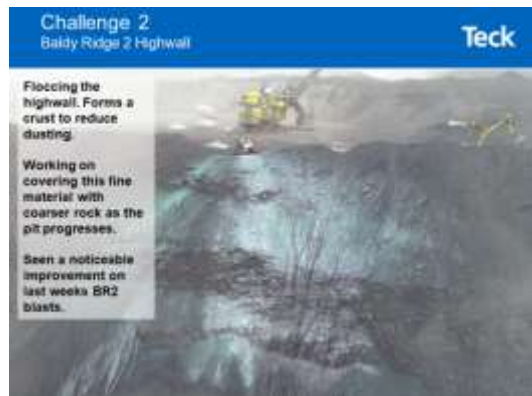 Challenge 2
Baldy Ridge 2 Highwall
Teck
Floccing the
highwall. Forms a
crust to reduce
dusting.
Working on
covering this fine
material with
coarser rock as the
pit progresses.
Seen a noticeable
improvement on
last weeks BR2
blasts.